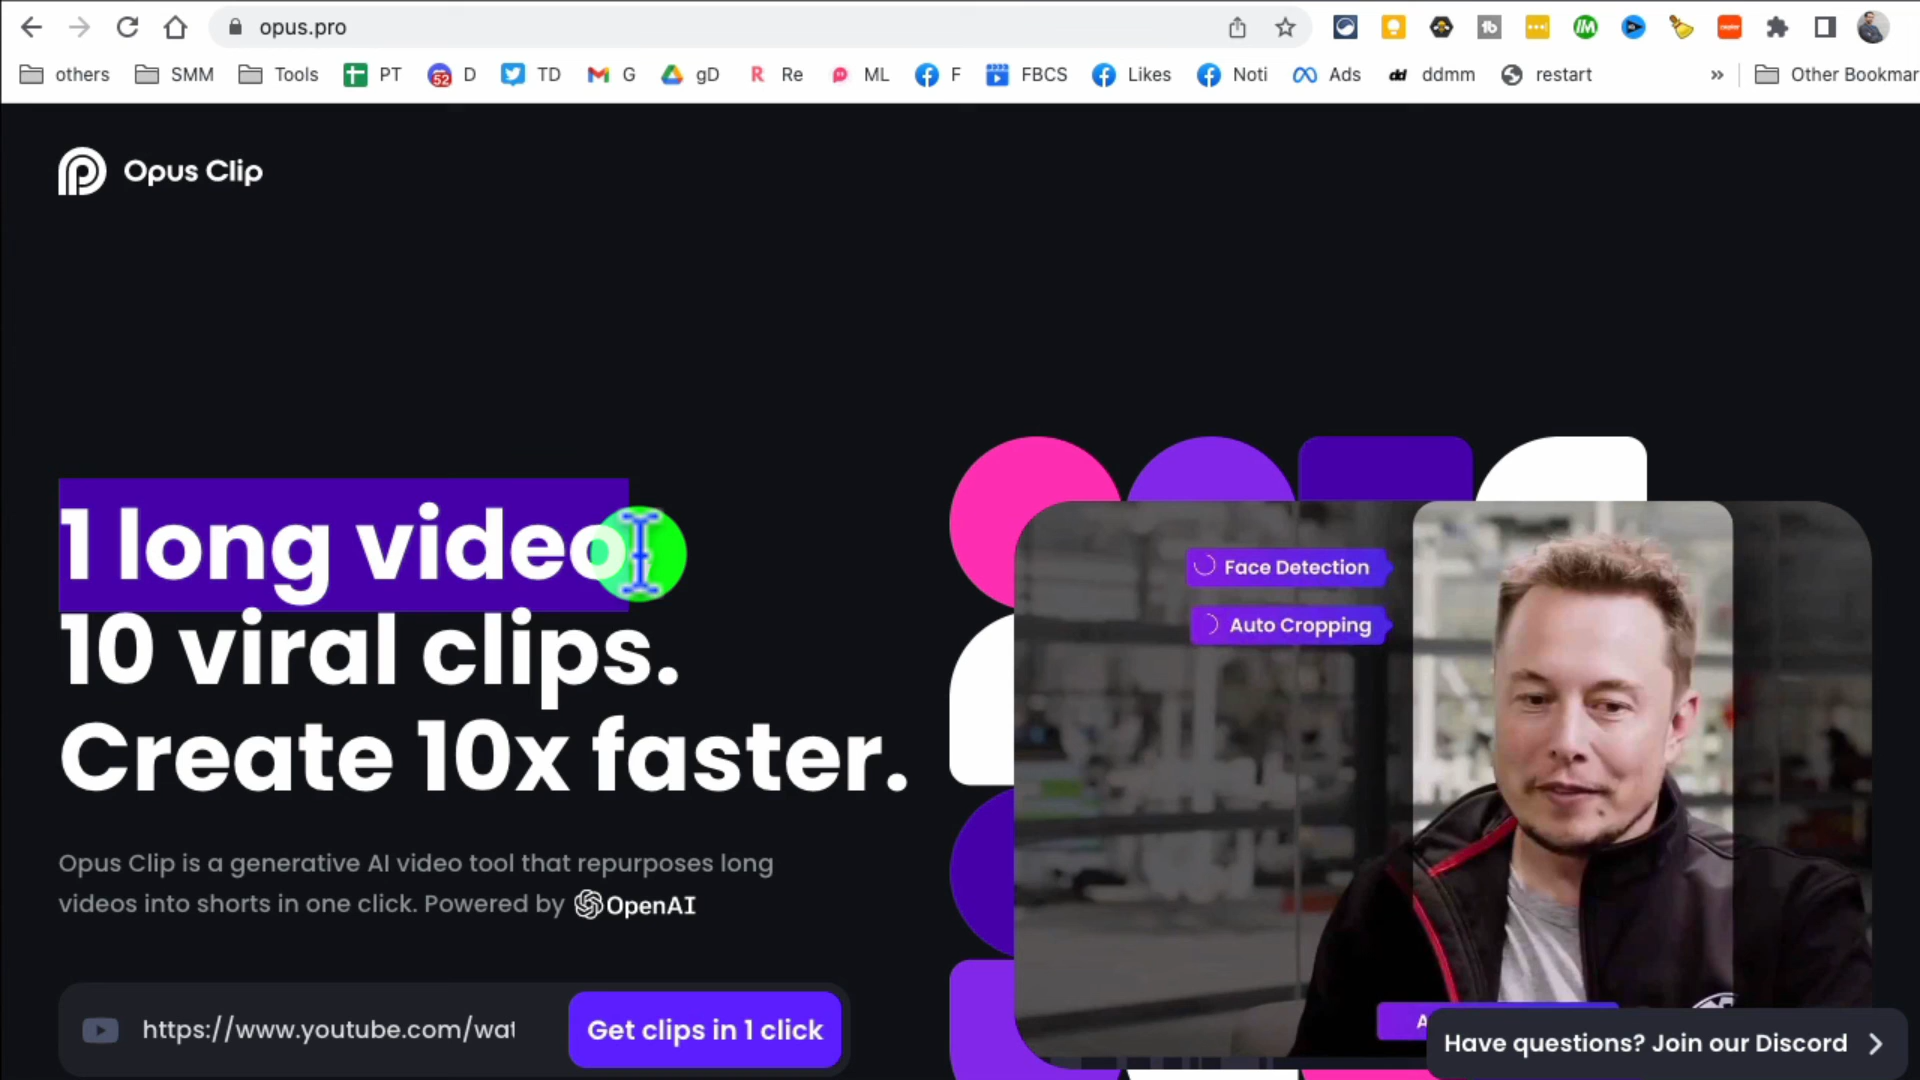 opus.pro
others SMM Tools PT 52 D TD G gD R Re ML F FBCS Likes Noti Ads dd ddmm restart » Other Bookmar
Opus Clip
1 long video
10 viral clips.
Create 10x faster.
Opus Clip is a generative AI video tool that repurposes long
videos into shorts in one click. Powered by OpenAI
https://www.youtube.com/wat
Get clips in 1 click
Face Detection
Auto Cropping
Have questions? Join our Discord